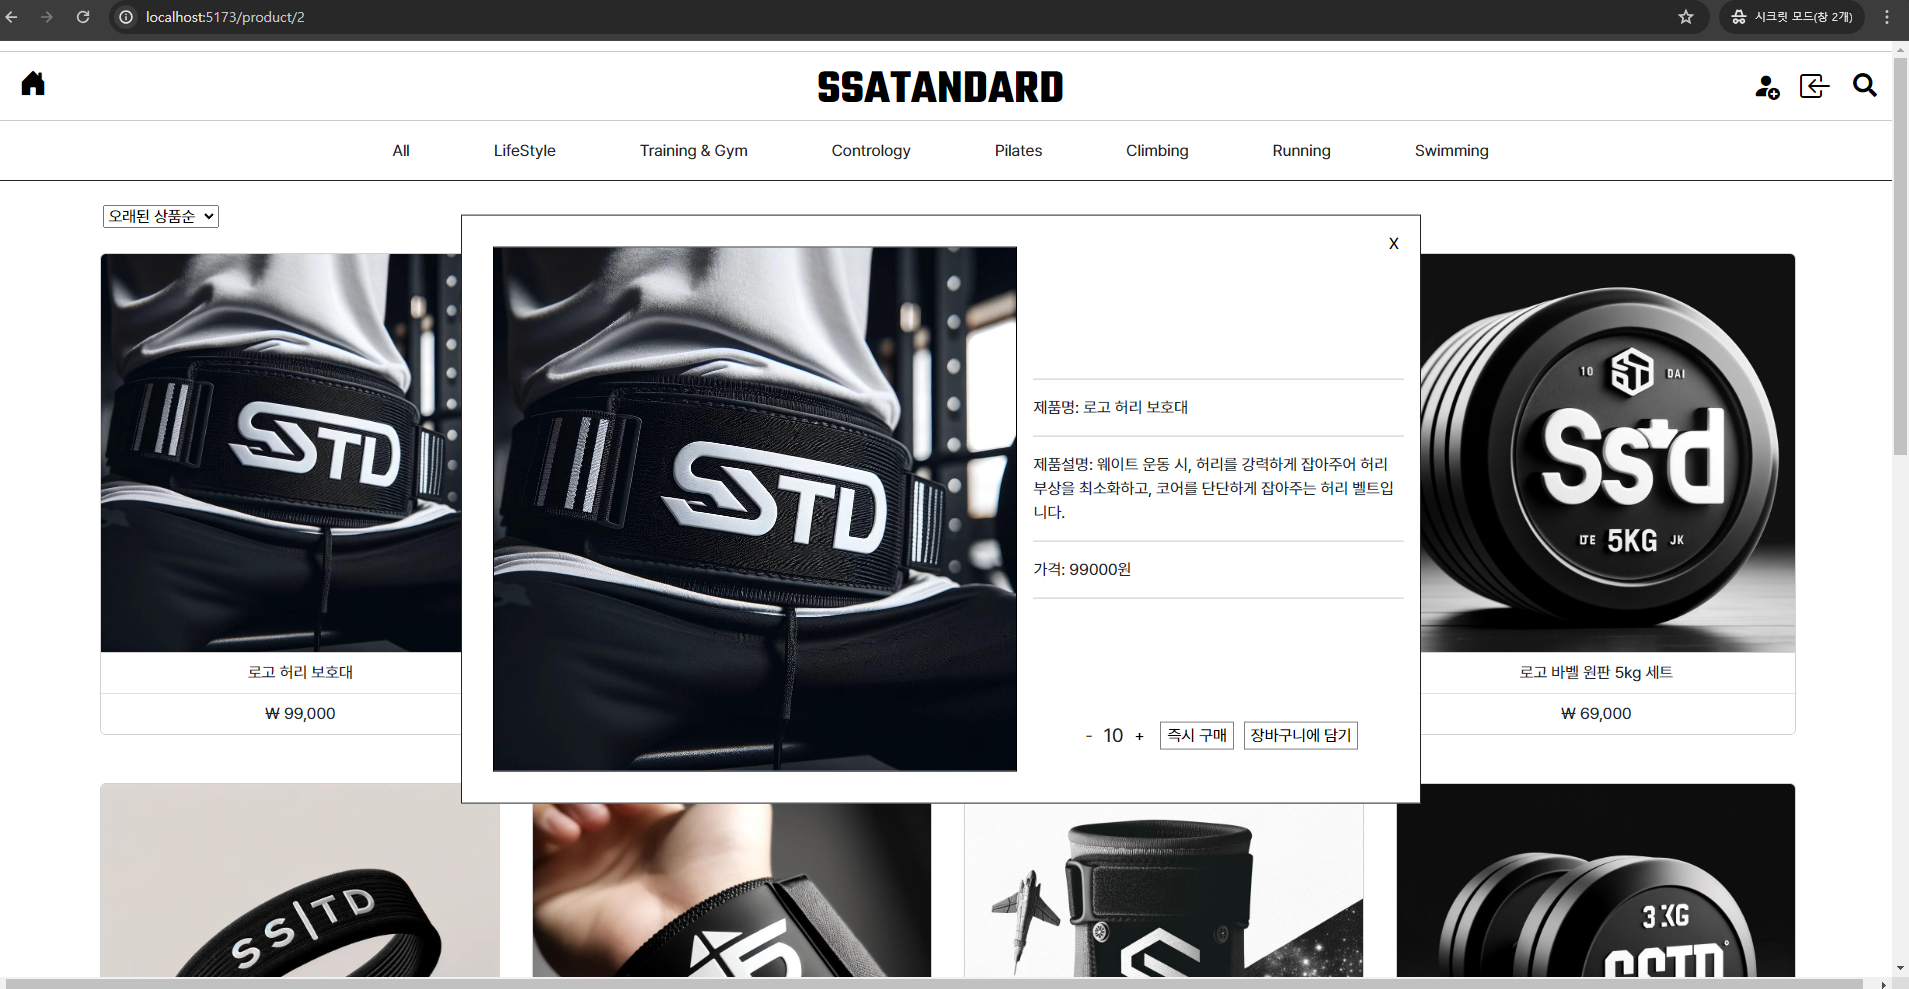 localhost:5173/product/2
시크릿 모드(창 2개)
SSATANDARD
All LifeStyle Training & Gym Contrology Pilates Climbing Running Swimming
오래된 상품순
X
STD
STD
제품명: 로고 허리 보호대
제품설명: 웨이트 운동 시, 허리를 강력하게 잡아주어 허리
부상을 최소화하고, 코어를 단단하게 잡아주는 허리 벨트입
니다.
가격: 99000원
- 10 + 즉시 구매 장바구니에 담기
10 DAI
Sstd
5KG JK
로고 허리 보호대
₩ 99,000
로고 바벨 원판 5kg 세트
₩ 69,000
SS|TD